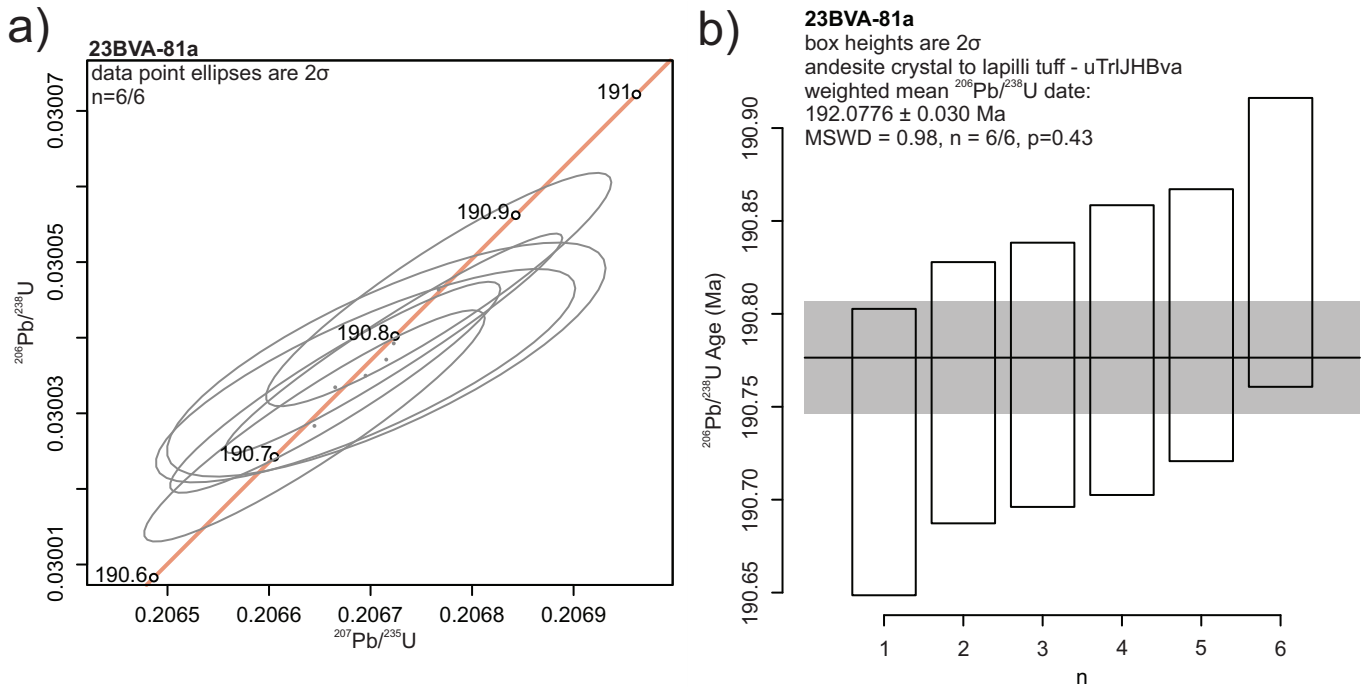 a)
23BVA-81a
data point ellipses are 2σ
n=6/6
191
190.9
190.8
190.7
190.6
0.03007
0.03005
0.03003
0.03001
²⁰⁶Pb/²³⁸U
0.2065 0.2066 0.2067 0.2068 0.2069
²⁰⁷Pb/²³⁵U
b)
23BVA-81a
box heights are 2σ
andesite crystal to lapilli tuff - uTrlJHBva
weighted mean ²⁰⁶Pb/²³⁸U date:
192.0776 ± 0.030 Ma
MSWD = 0.98, n = 6/6, p=0.43
190.90
190.85
190.80
190.75
190.70
190.65
²⁰⁶Pb/²³⁸U Age (Ma)
1 2 3 4 5 6
n